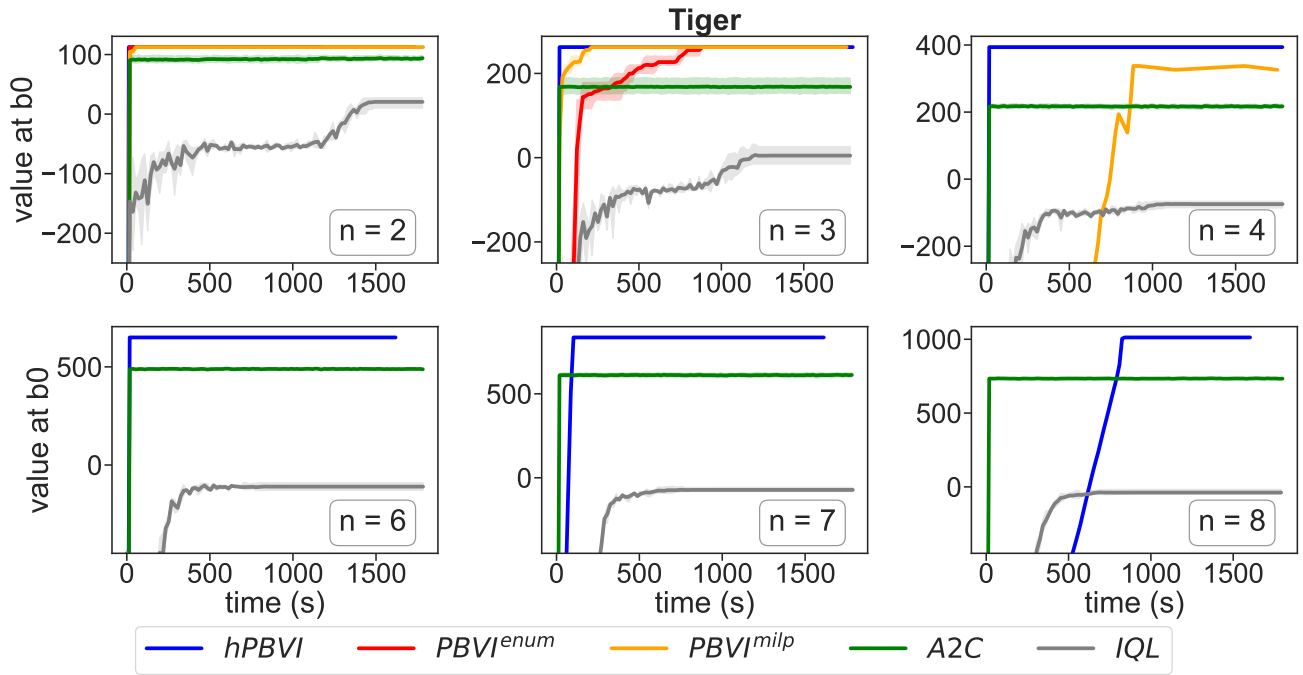 Tiger
value at b0
100
0
−100
−200
n = 2
0 500 1000 1500
200
0
−200
n = 3
0 500 1000 1500
400
200
0
−200
n = 4
0 500 1000 1500
value at b0
500
0
n = 6
0 500 1000 1500
time (s)
500
0
n = 7
0 500 1000 1500
time (s)
1000
500
0
n = 8
0 500 1000 1500
time (s)
hPBVI PBVI^enum PBVI^milp A2C IQL